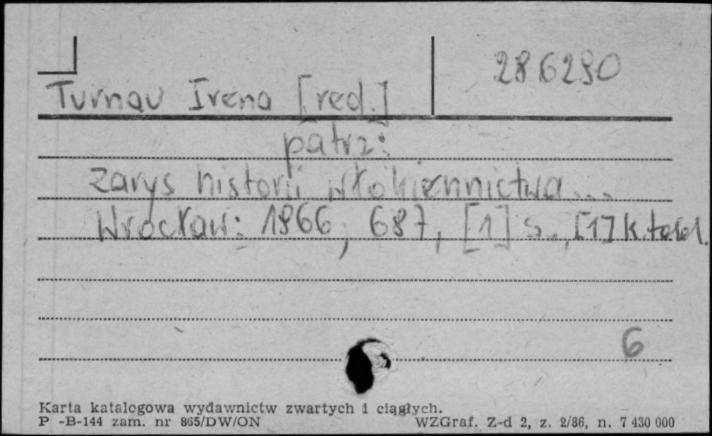 286290
Turnau Irena [red.]
patrz:
Zarys historii włókiennictwa...
Wrocław: 1966, 687, [1] s., [1] k. tabl.
6
Karta katalogowa wydawnictw zwartych i ciągłych.
P -B-144 zam. nr 865/DW/ON WZGraf. Z-d 2, z. 2/86, n. 7 430 000